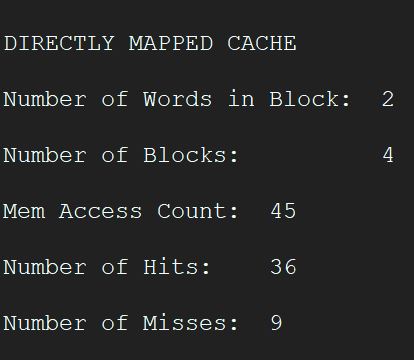 DIRECTLY MAPPED CACHE
Number of Words in Block:  2
Number of Blocks:          4
Mem Access Count:  45
Number of Hits:    36
Number of Misses:  9